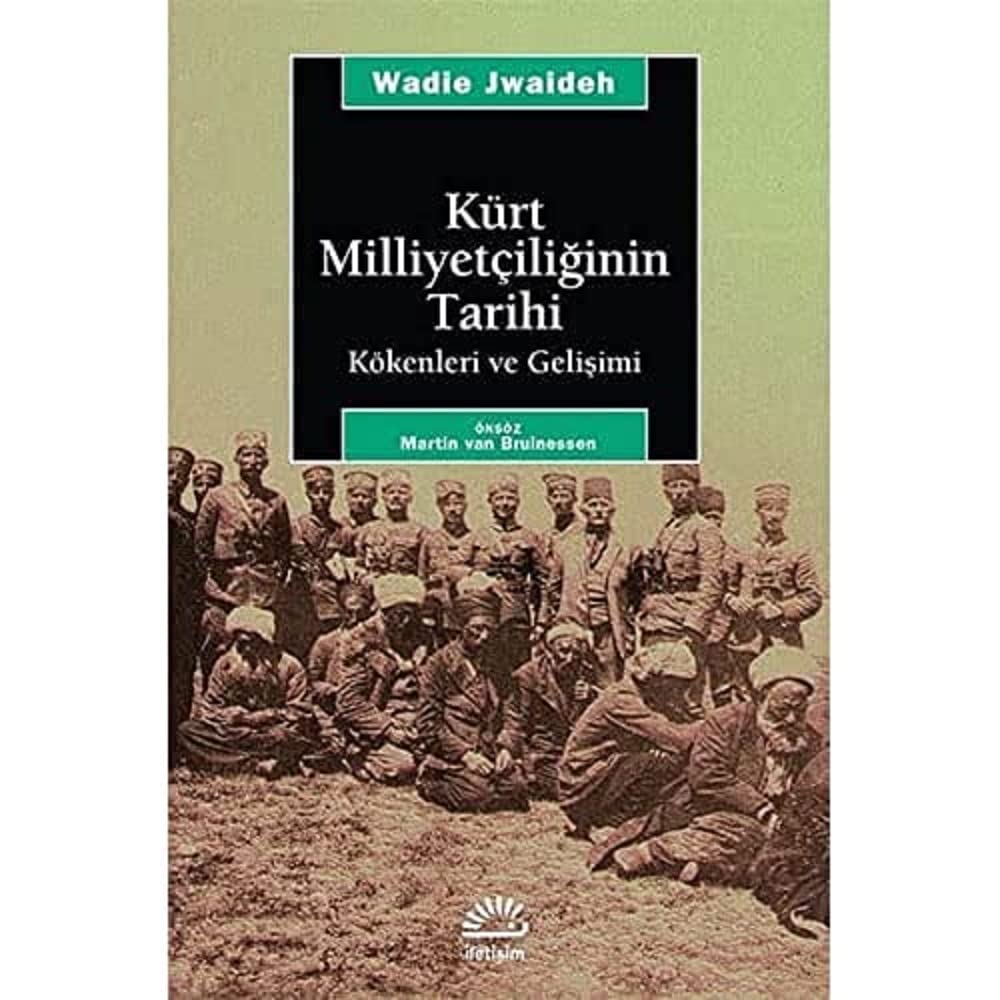 Wadie Jwaideh
Kürt
Milliyetçiliğinin
Tarihi
Kökenleri ve Gelişimi
ÖNSÖZ
Martin van Bruinessen
iletişim